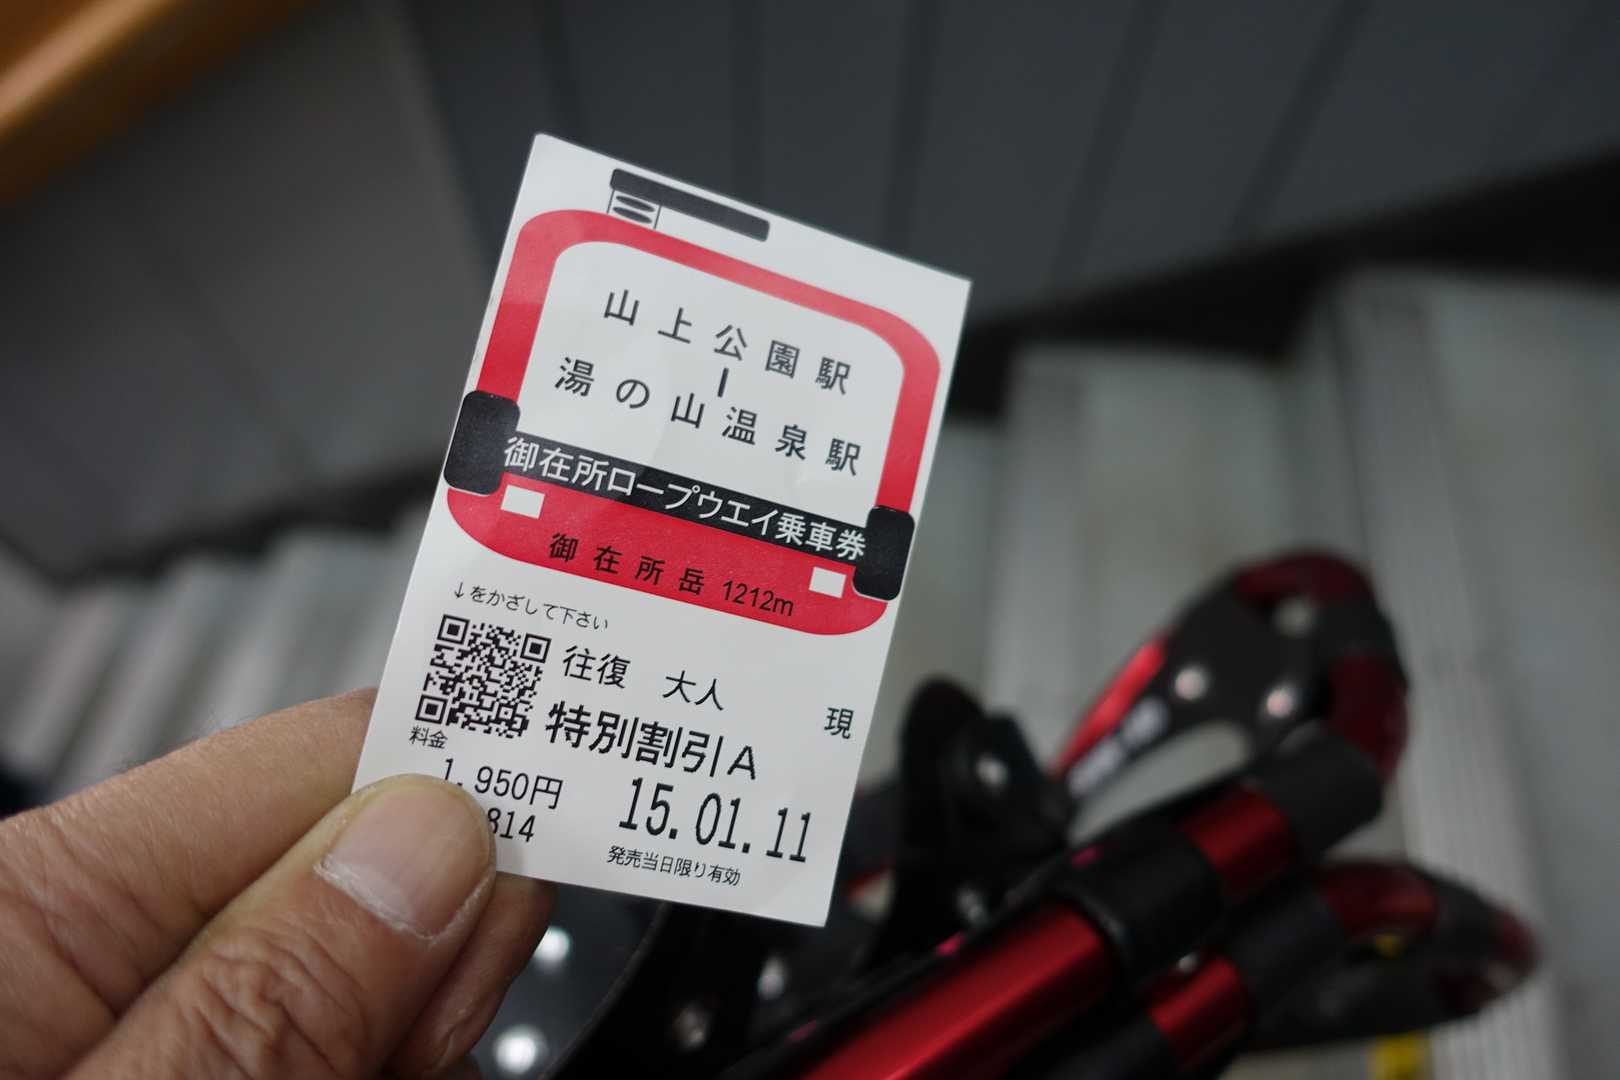 山上公園駅
ー
湯の山温泉駅
御在所ロープウエイ乗車券
御在所岳 1212m
↓をかざして下さい
往復 大人
現
特別割引A
料金
1,950円
814
15.01.11
発売当日限り有効